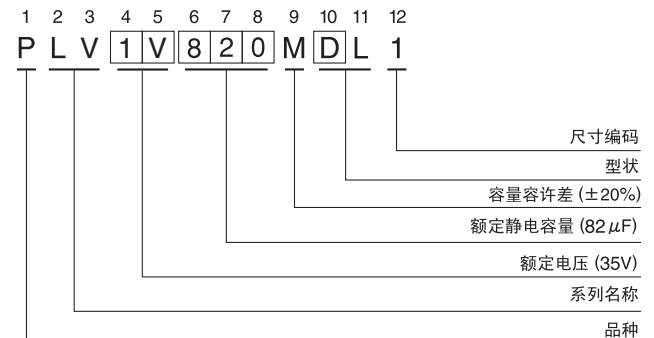 1 2 3 4 5 6 7 8 9 10 11 12
P L V 1 V 8 2 0 M D L 1
尺寸编码
型状
容量容许差 (±20%)
额定静电容量 (82μF)
额定电压 (35V)
系列名称
品种